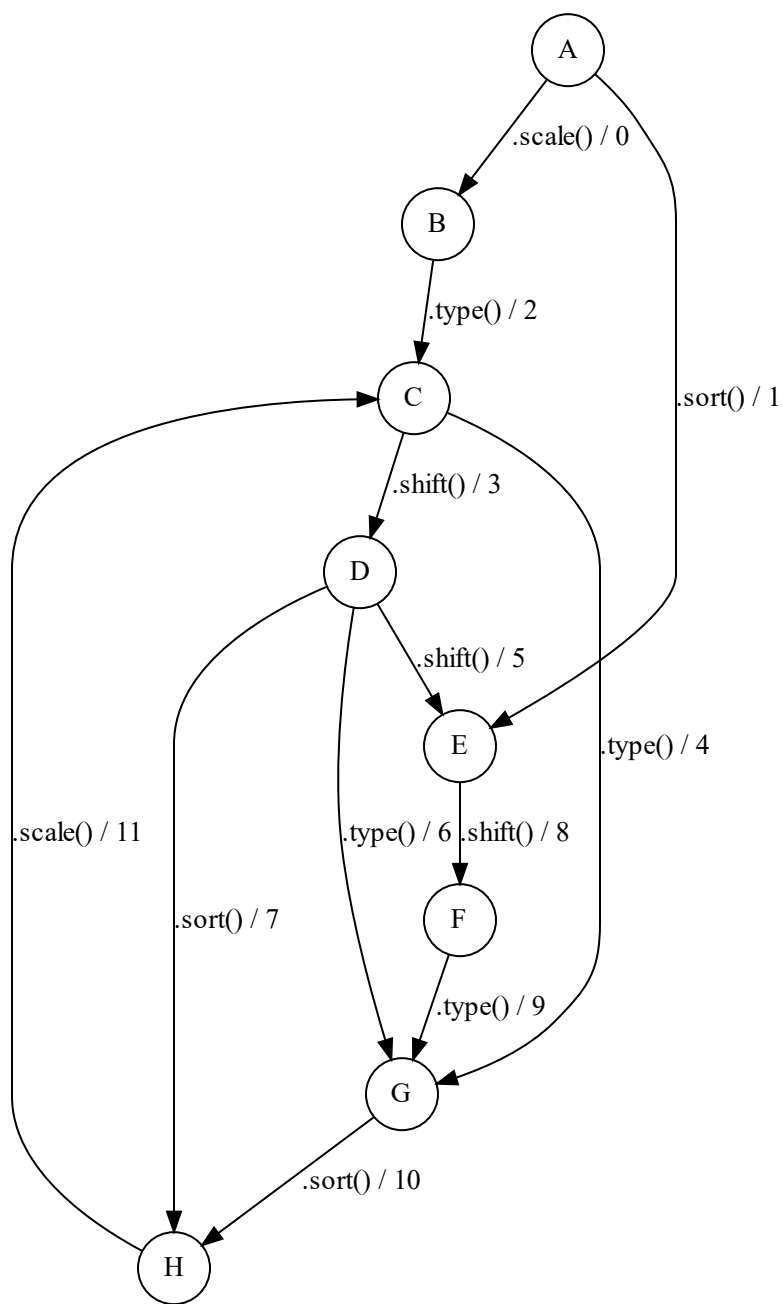 A
.scale() / 0
B
.type() / 2
C
.sort() / 1
.shift() / 3
D
.shift() / 5
E
.type() / 4
.scale() / 11
.type() / 6
.shift() / 8
.sort() / 7
F
.type() / 9
G
.sort() / 10
H